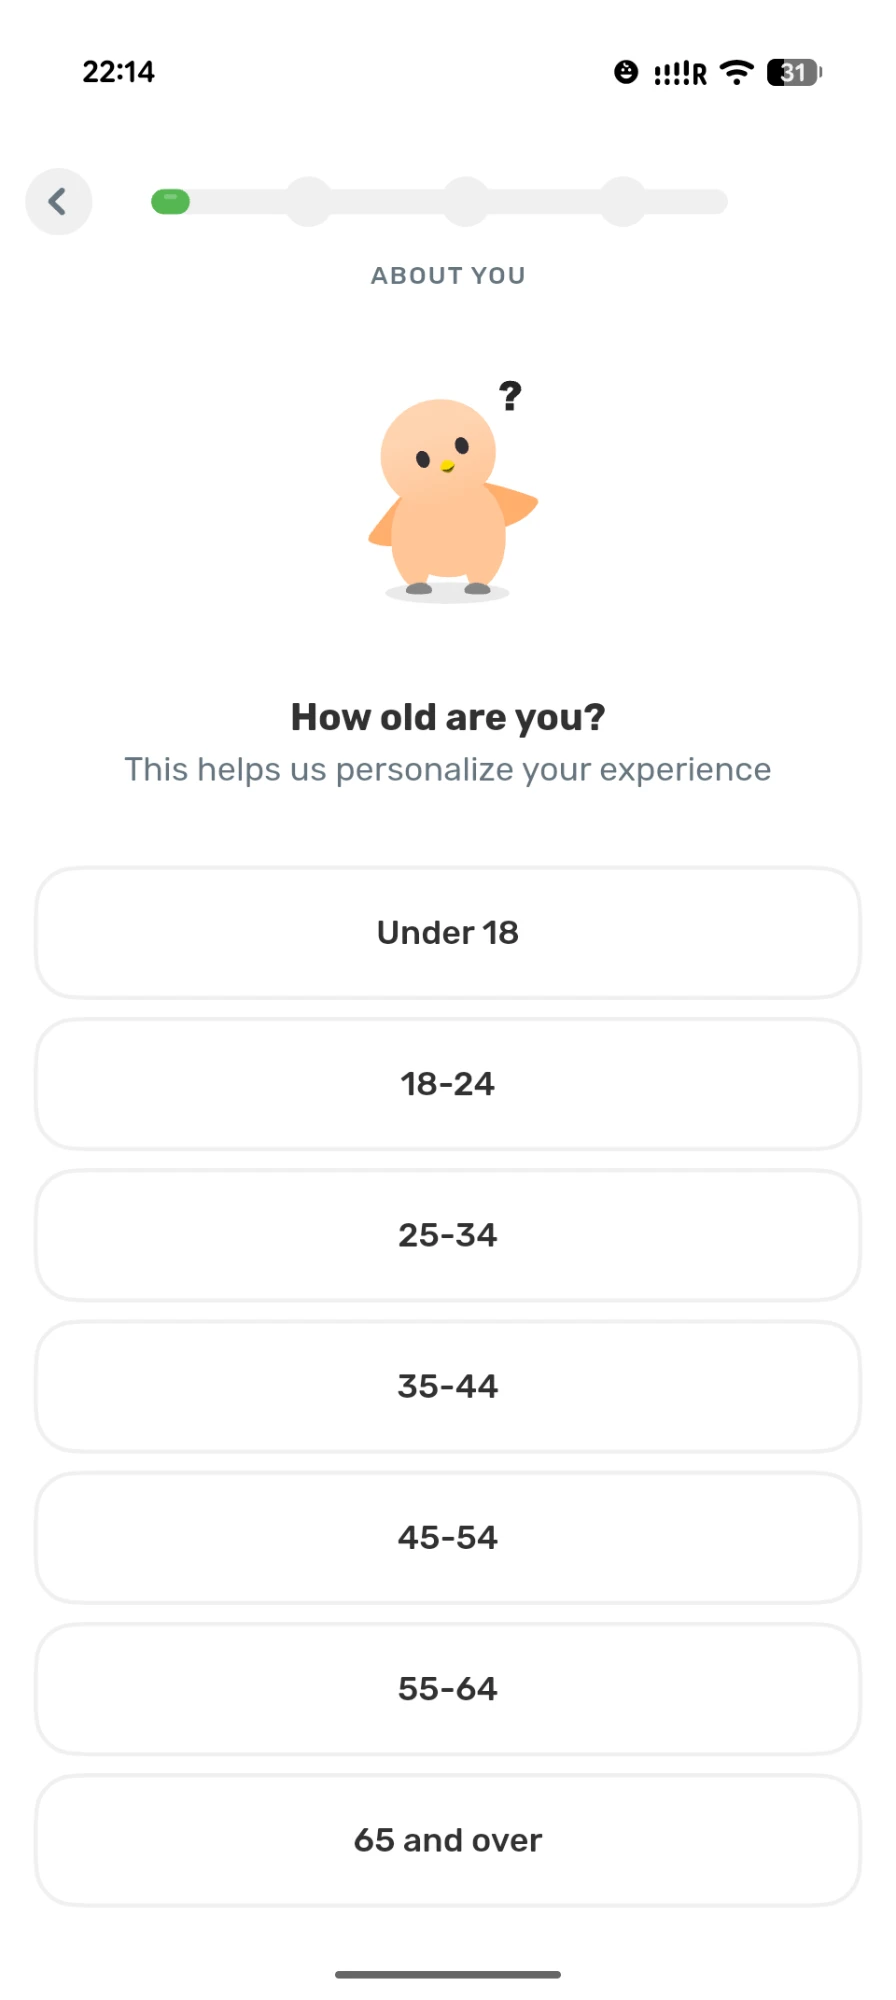 22:14
R
31
ABOUT YOU
?
How old are you?
This helps us personalize your experience
Under 18
18-24
25-34
35-44
45-54
55-64
65 and over